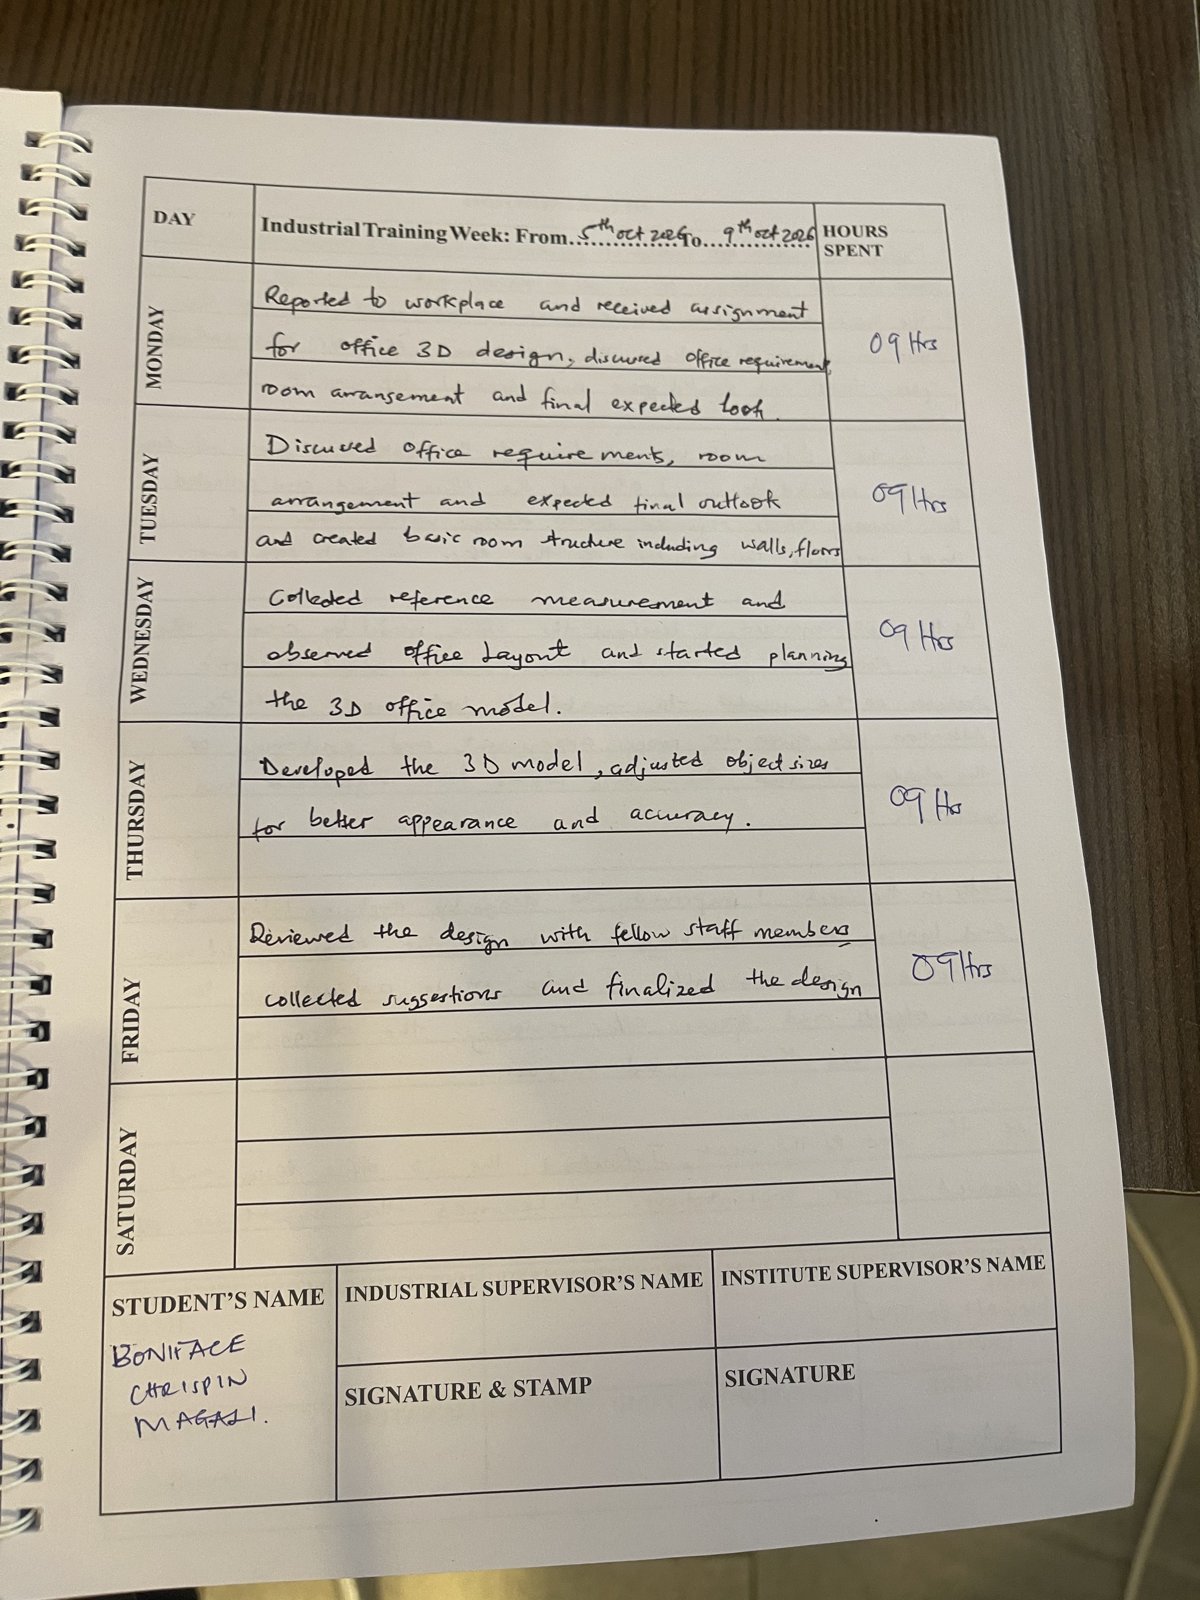 DAY
Industrial Training Week: From 5th Oct 2026 To 9th Oct 2026
HOURS SPENT
MONDAY
Reported to workplace and received assignment
for office 3D design, discussed office requirement,
room arrangement and final expected look.
09 Hrs
TUESDAY
Discussed office requirements, room
arrangement and expected final outlook
and created basic room structure including walls, floors
09 Hrs
WEDNESDAY
Collected reference measurement and
observed office Layout and started planning
the 3D office model.
09 Hrs
THURSDAY
Developed the 3D model, adjusted object sizes
for better appearance and accuracy.
09 Hrs
FRIDAY
Reviewed the design with fellow staff members
collected suggestions and finalized the design
09 Hrs
SATURDAY
STUDENT'S NAME
BONIFACE
CHRISPIN
MAGALI.
INDUSTRIAL SUPERVISOR'S NAME
INSTITUTE SUPERVISOR'S NAME
SIGNATURE & STAMP
SIGNATURE